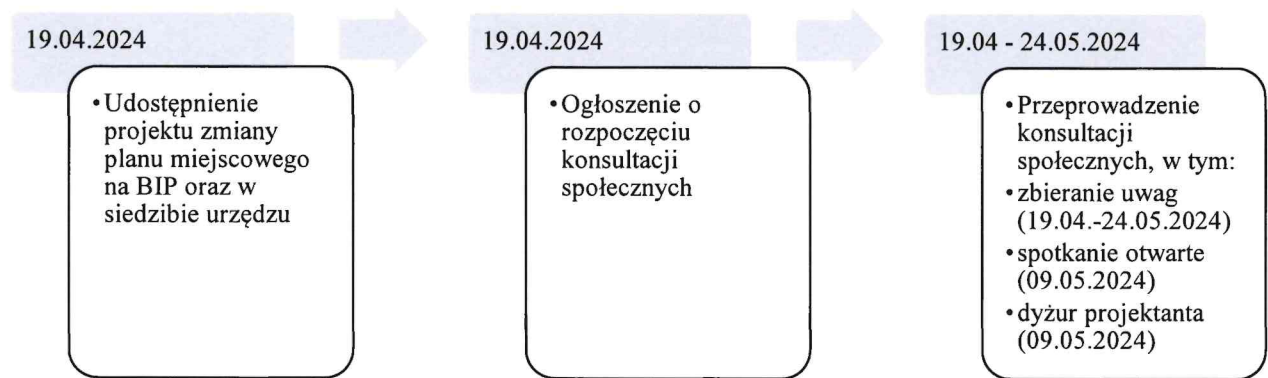 19.04.2024
•Udostępnienie
projektu zmiany
planu miejscowego
na BIP oraz w
siedzibie urzędzu
19.04.2024
•Ogłoszenie o
rozpoczęciu
konsultacji
społecznych
19.04 - 24.05.2024
•Przeprowadzenie
konsultacji
społecznych, w tym:
•zbieranie uwag
(19.04.-24.05.2024)
•spotkanie otwarte
(09.05.2024)
•dyżur projektanta
(09.05.2024)